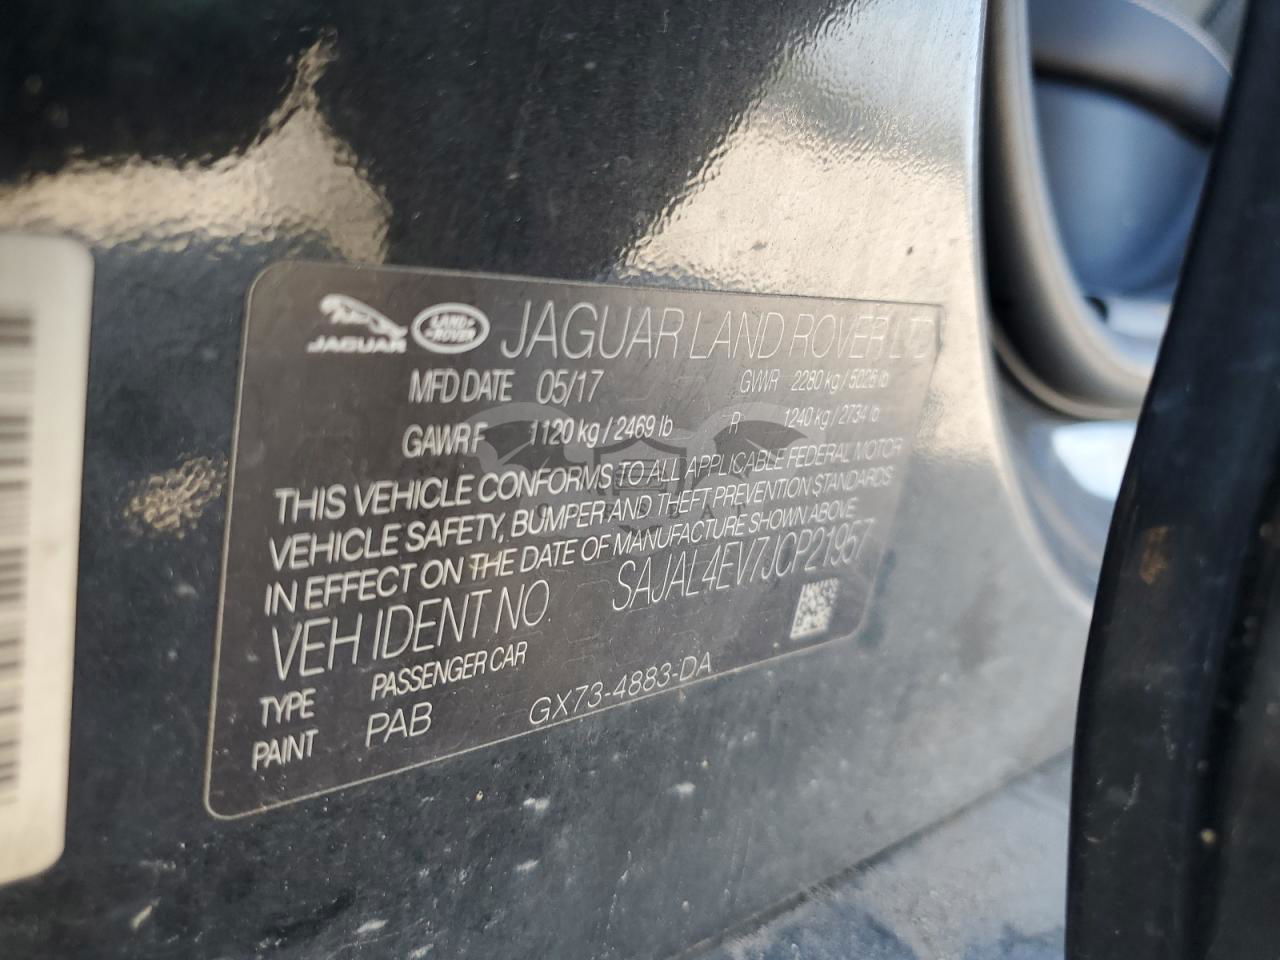 JAGUAR LAND ROVER JAGUAR LAND ROVER LTD
MFD DATE 05/17 GVWR 2280 kg / 5026 lb
GAWR F 1120 kg / 2469 lb R 1240 kg / 2734 lb
THIS VEHICLE CONFORMS TO ALL APPLICABLE FEDERAL MOTOR
VEHICLE SAFETY, BUMPER AND THEFT PREVENTION STANDARDS
IN EFFECT ON THE DATE OF MANUFACTURE SHOWN ABOVE
VEH IDENT NO. SAJAL4EV7JCP21957
TYPE PASSENGER CAR
PAINT PAB GX73-4883-DA